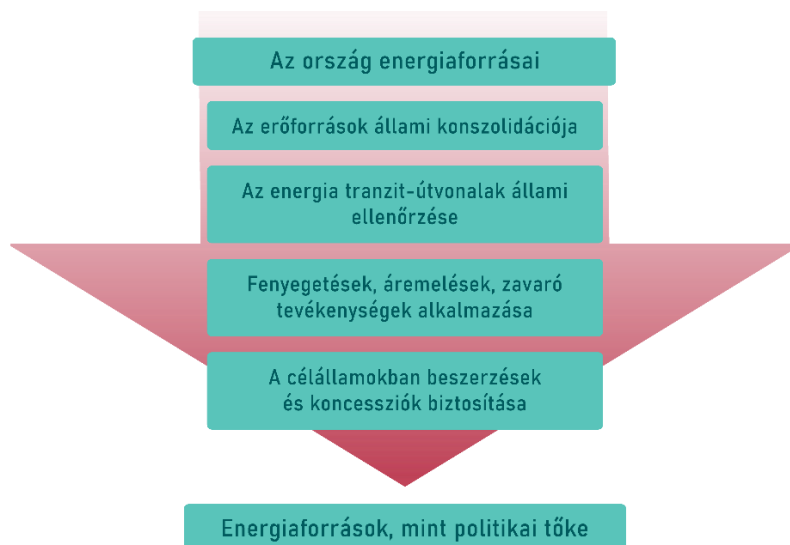 Az ország energiaforrásai
Az erőforrások állami konszolidációja
Az energia tranzit-útvonalak állami
ellenőrzése
Fenyegetések, áremelések, zavaró
tevékenységek alkalmazása
A célállamokban beszerzések
és koncessziók biztosítása
Energiaforrások, mint politikai tőke